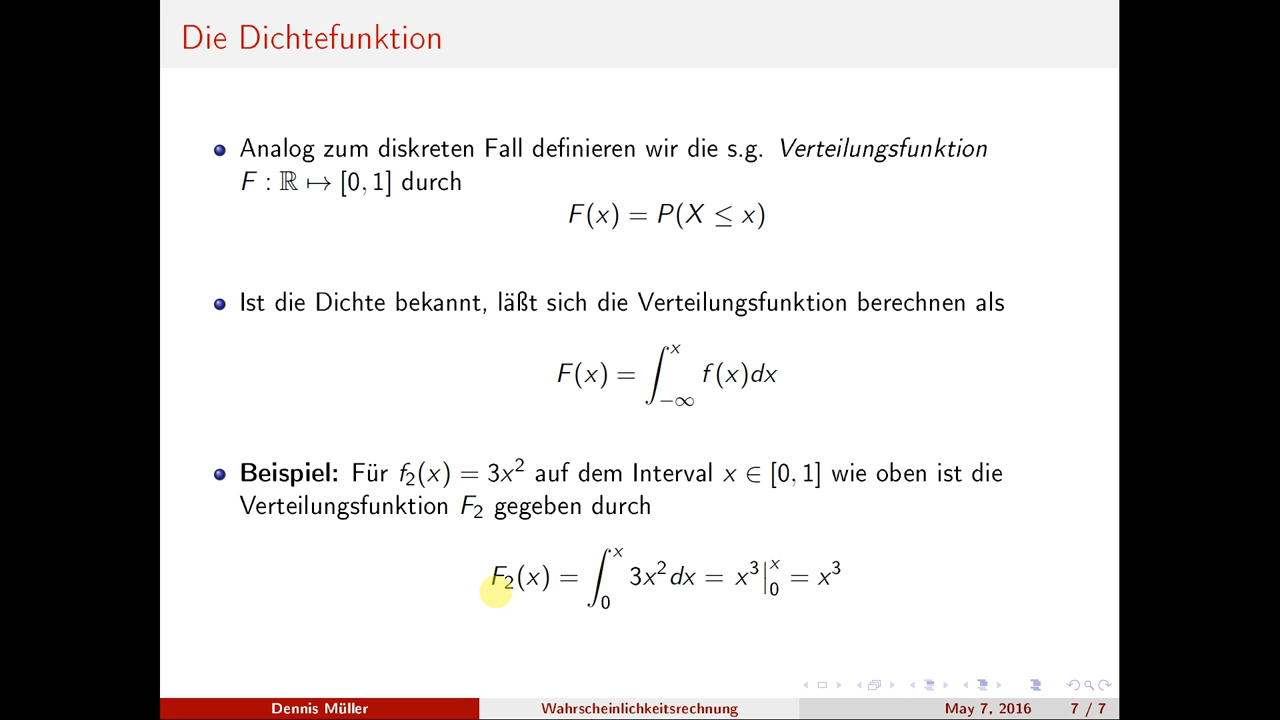 Die Dichtefunktion
Analog zum diskreten Fall definieren wir die s.g. Verteilungsfunktion
F : ℝ ↦ [0, 1] durch
F(x) = P(X ≤ x)
Ist die Dichte bekannt, läßt sich die Verteilungsfunktion berechnen als
F(x) = ∫_{−∞}^{x} f(x)dx
Beispiel: Für f₂(x) = 3x² auf dem Interval x ∈ [0, 1] wie oben ist die
Verteilungsfunktion F₂ gegeben durch
F₂(x) = ∫_{0}^{x} 3x²dx = x³|_{0}^{x} = x³
Dennis Müller Wahrscheinlichkeitsrechnung May 7, 2016 7 / 7